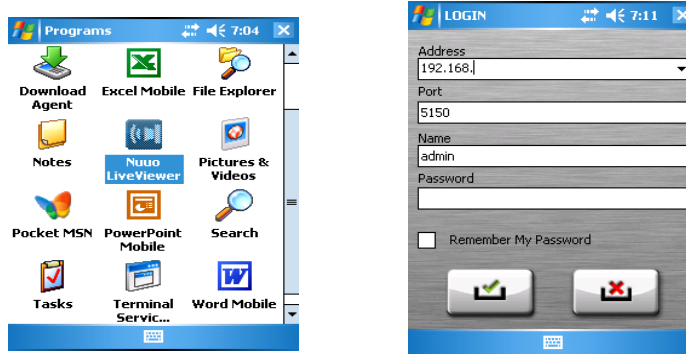 Programs 7:04
Download Agent
Excel Mobile
File Explorer
Notes
Nuuo LiveViewer
Pictures & Videos
Pocket MSN
PowerPoint Mobile
Search
Tasks
Terminal Servic...
Word Mobile
LOGIN 7:11
Address
192.168.
Port
5150
Name
admin
Password
Remember My Password